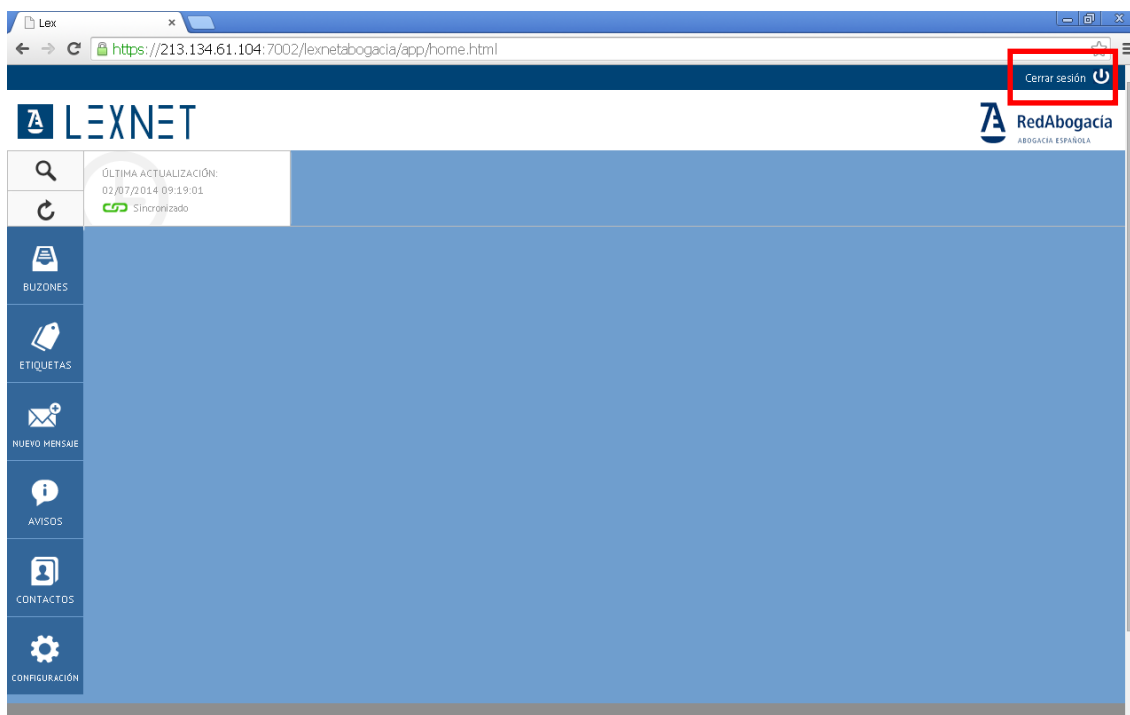 Lex
https://213.134.61.104:7002/lexnetabogacia/app/home.html
Cerrar sesión
LEXNET
RedAbogacía
ABOGACÍA ESPAÑOLA
ÚLTIMA ACTUALIZACIÓN:
02/07/2014 09:19:01
Sincronizado
BUZONES
ETIQUETAS
NUEVO MENSAJE
AVISOS
CONTACTOS
CONFIGURACIÓN